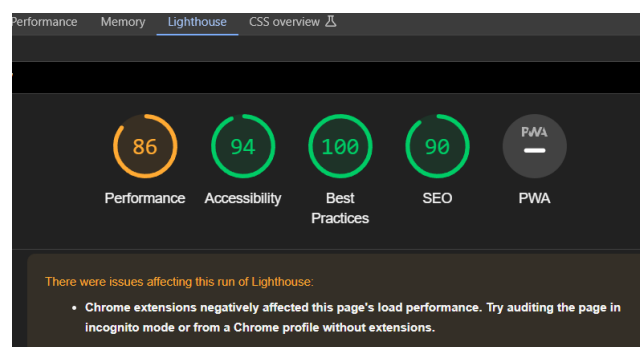 Performance Memory Lighthouse CSS overview
86 94 100 90 PWA
Performance Accessibility Best Practices SEO PWA
There were issues affecting this run of Lighthouse:
• Chrome extensions negatively affected this page's load performance. Try auditing the page in
incognito mode or from a Chrome profile without extensions.